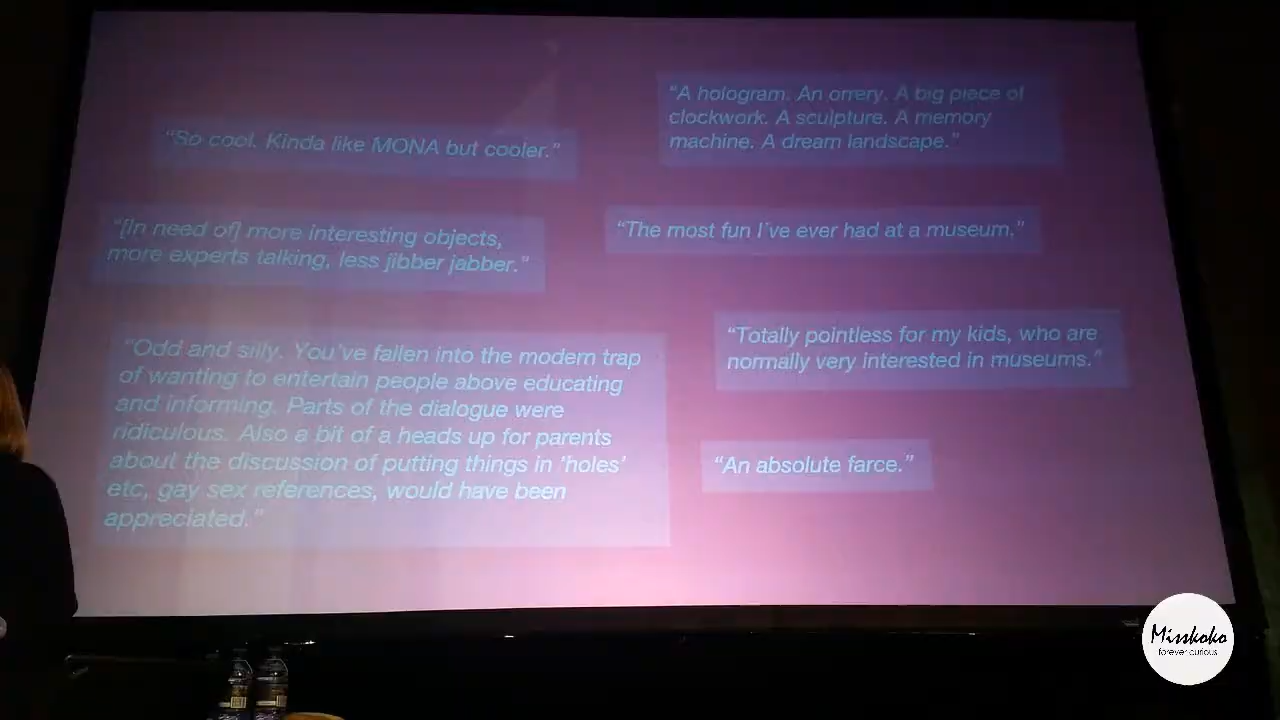 “So cool. Kinda like MONA but cooler.”
“A hologram. An orrery. A big piece of
clockwork. A sculpture. A memory
machine. A dream landscape.”
“[In need of] more interesting objects,
more experts talking, less jibber jabber.”
“The most fun I’ve ever had at a museum.”
“Odd and silly. You’ve fallen into the modern trap
of wanting to entertain people above educating
and informing. Parts of the dialogue were
ridiculous. Also a bit of a heads up for parents
about the discussion of putting things in ‘holes’
etc, gay sex references, would have been
appreciated.”
“Totally pointless for my kids, who are
normally very interested in museums.”
“An absolute farce.”
Misskoko
forever curious